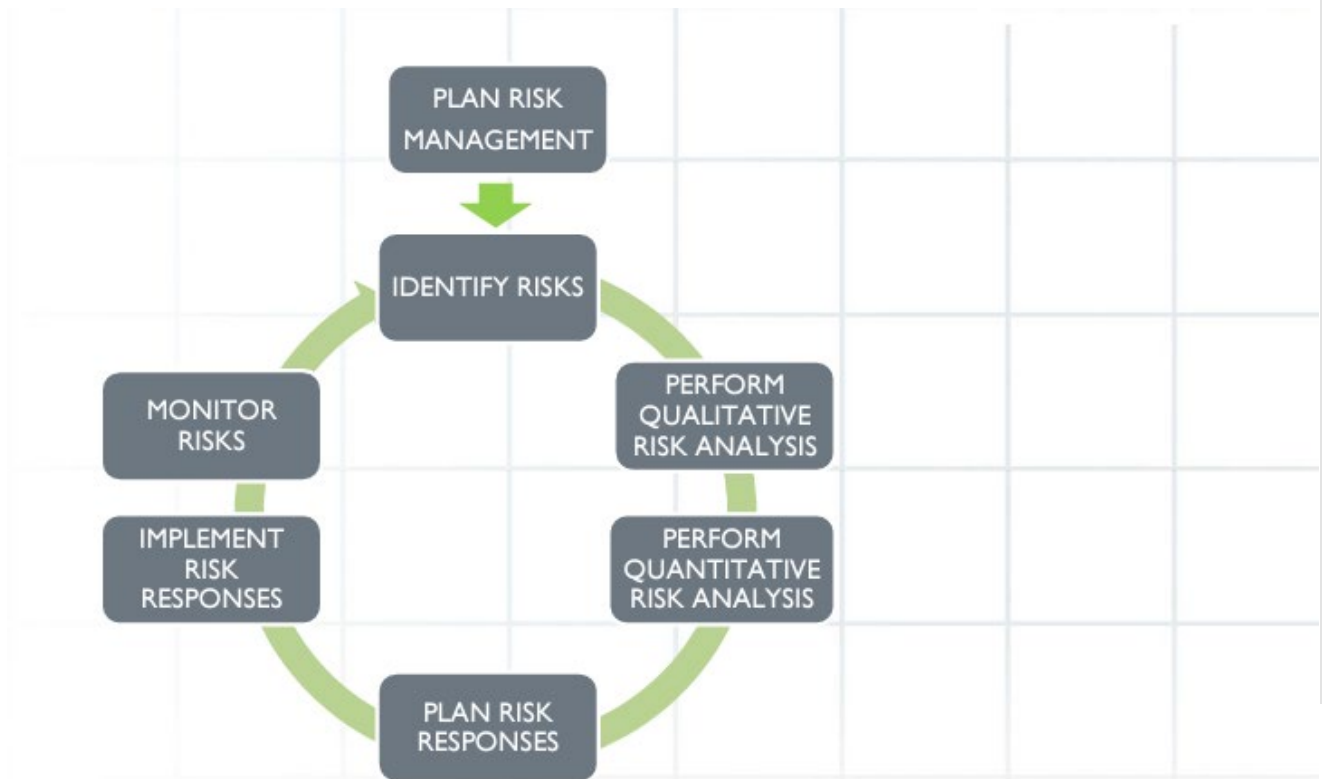 PLAN RISK
MANAGEMENT
IDENTIFY RISKS
PERFORM
QUALITATIVE
RISK ANALYSIS
PERFORM
QUANTITATIVE
RISK ANALYSIS
PLAN RISK
RESPONSES
IMPLEMENT
RISK
RESPONSES
MONITOR
RISKS